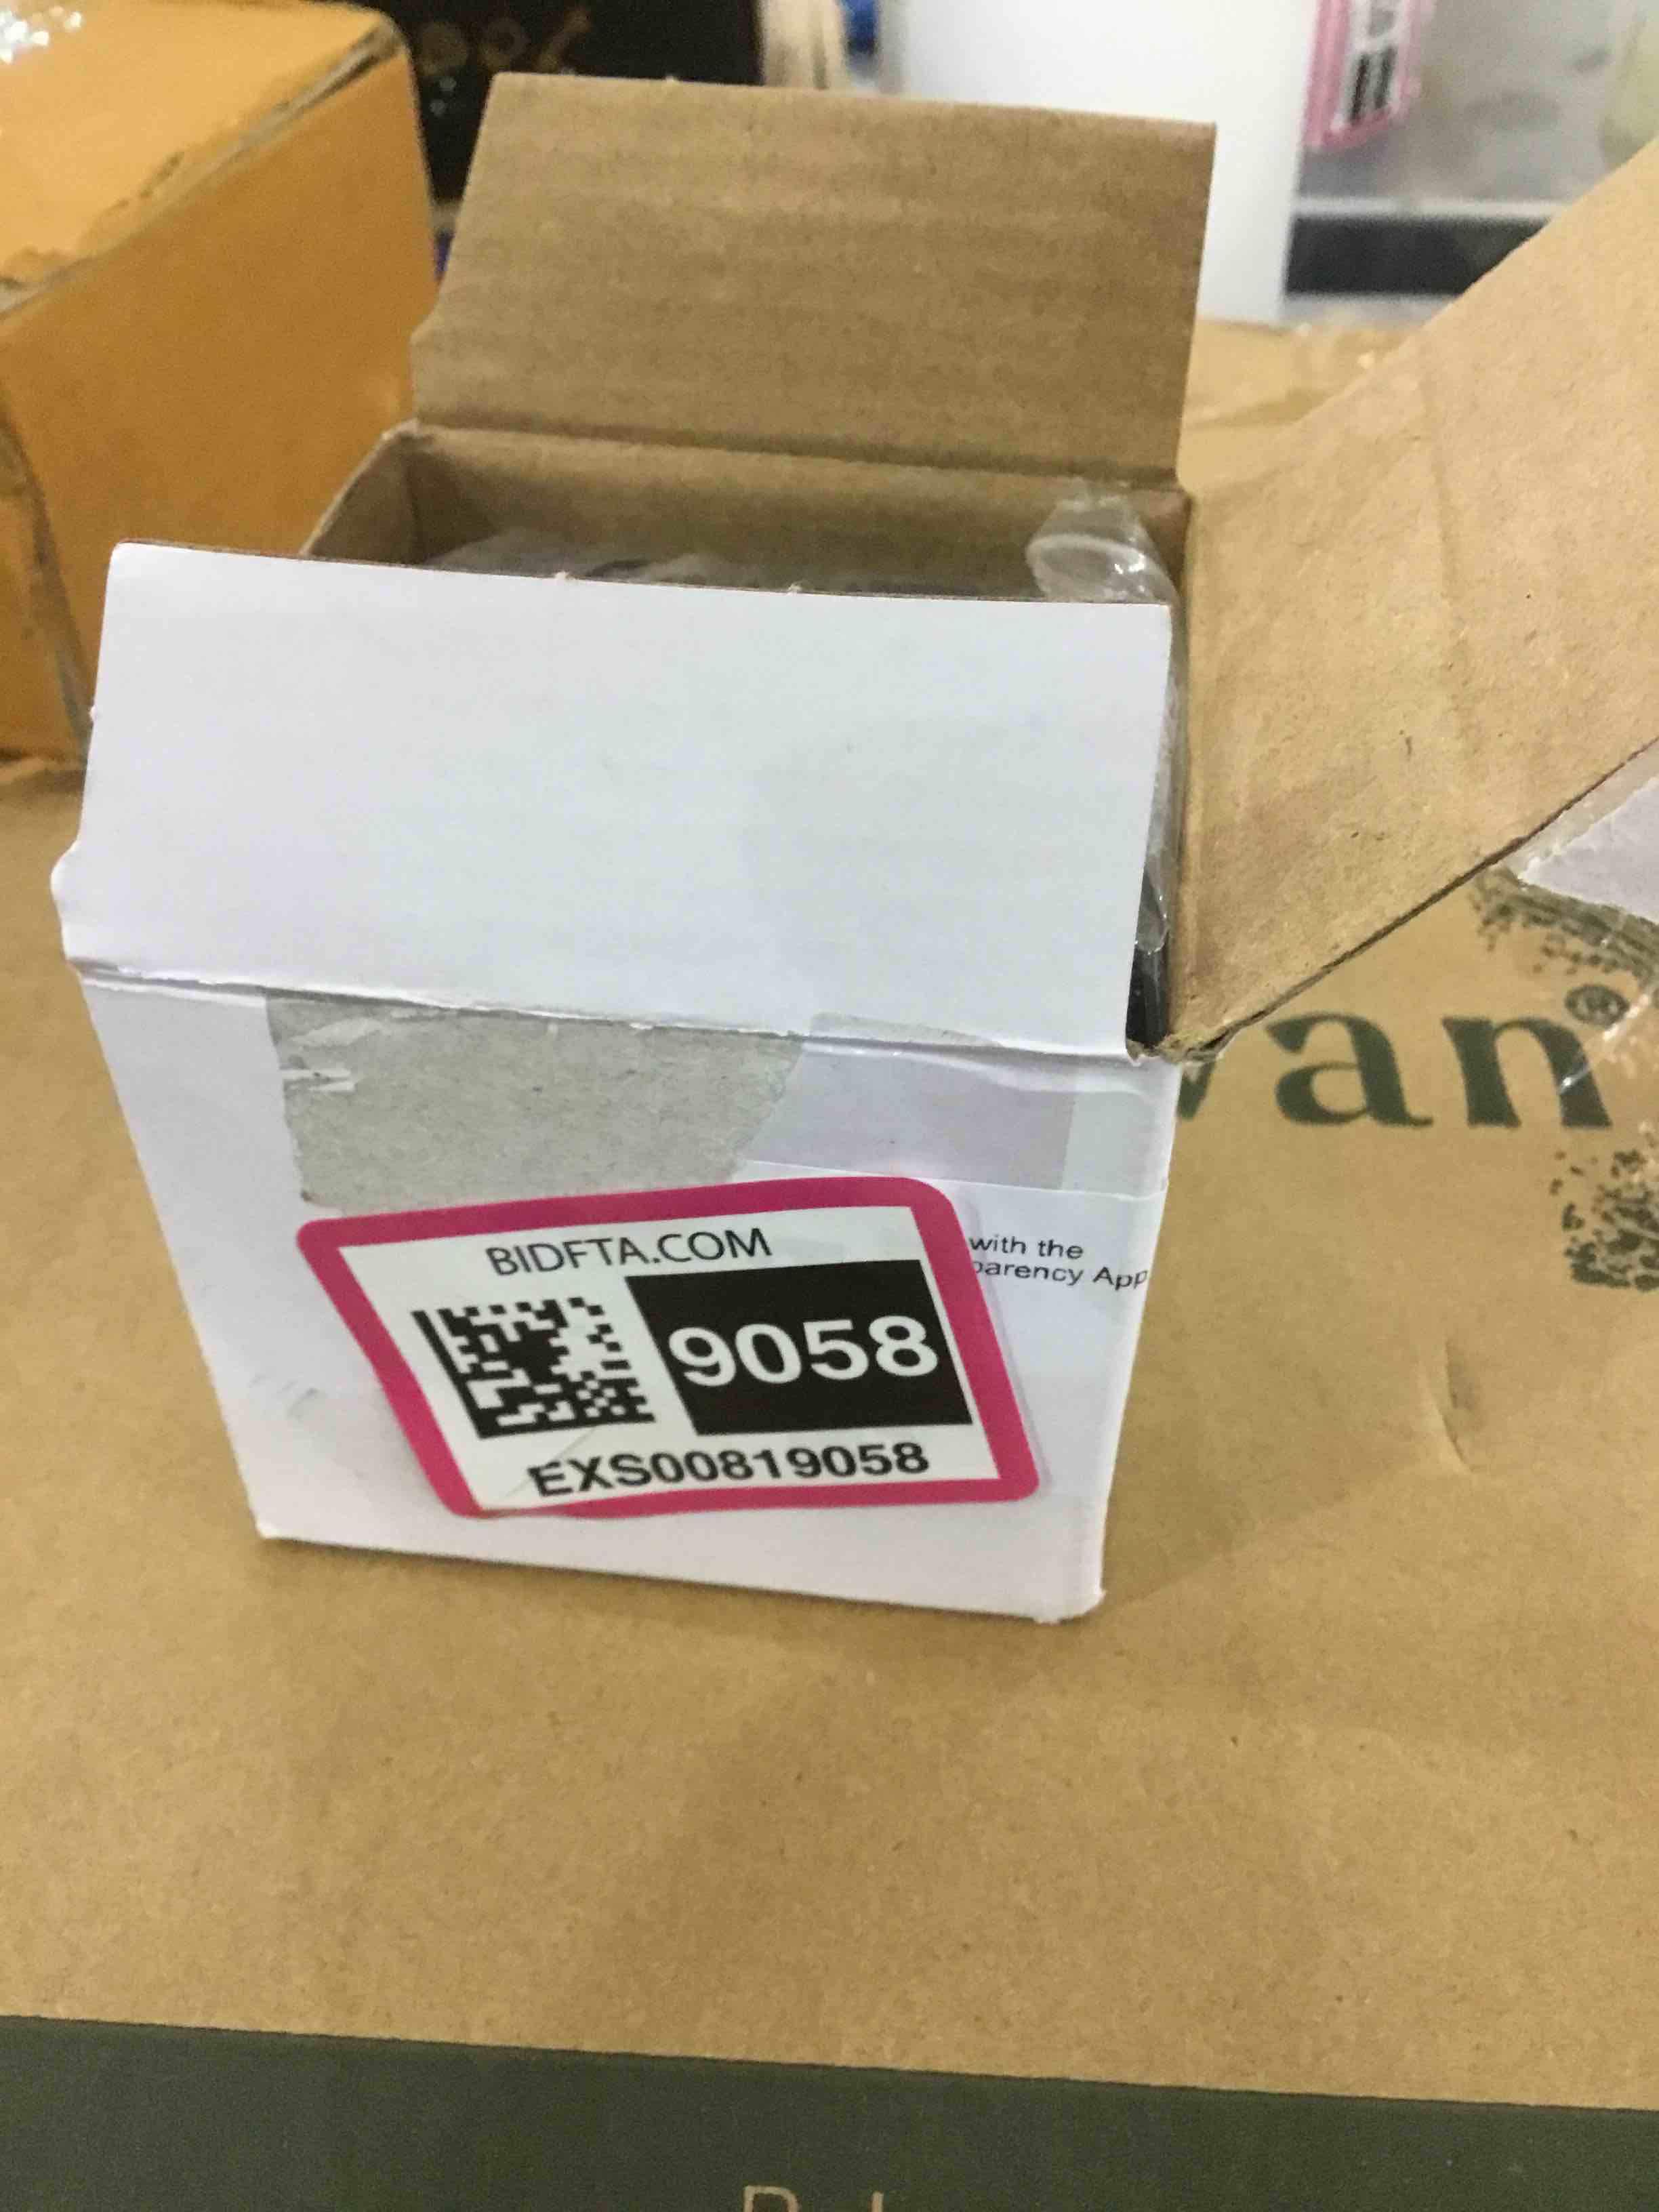 BIDFTA.COM
9058
EXS00819058
with the
parency App
van®